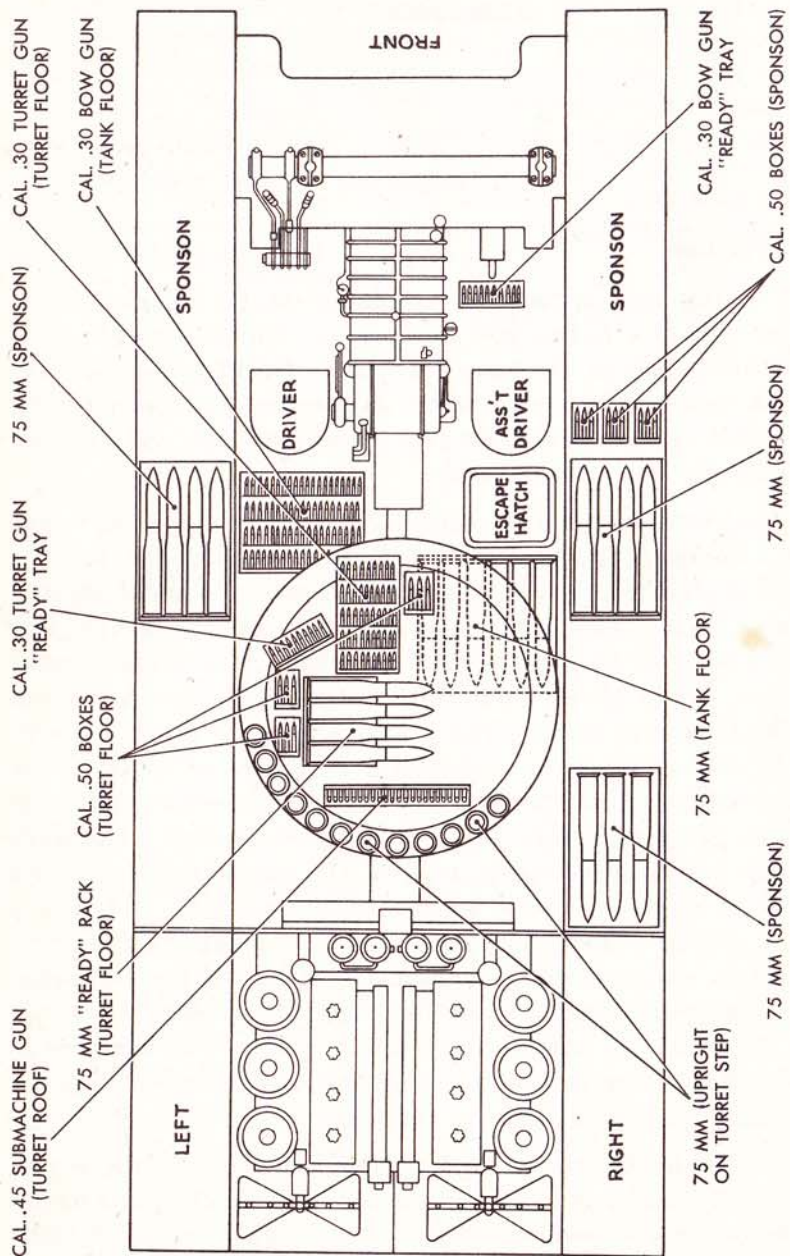 CAL. .45 SUBMACHINE GUN
(TURRET ROOF)
75 MM "READY" RACK
(TURRET FLOOR)
CAL. .50 BOXES
(TURRET FLOOR)
CAL. .30 TURRET GUN
"READY" TRAY
75 MM (SPONSON)
CAL. .30 TURRET GUN
(TURRET FLOOR)
CAL. .30 BOW GUN
(TANK FLOOR)
LEFT
SPONSON
FRONT
DRIVER
ASS'T
DRIVER
ESCAPE
HATCH
RIGHT
SPONSON
75 MM (UPRIGHT
ON TURRET STEP)
75 MM (SPONSON)
75 MM (TANK FLOOR)
75 MM (SPONSON)
CAL. .30 BOW GUN
"READY" TRAY
CAL. .50 BOXES (SPONSON)